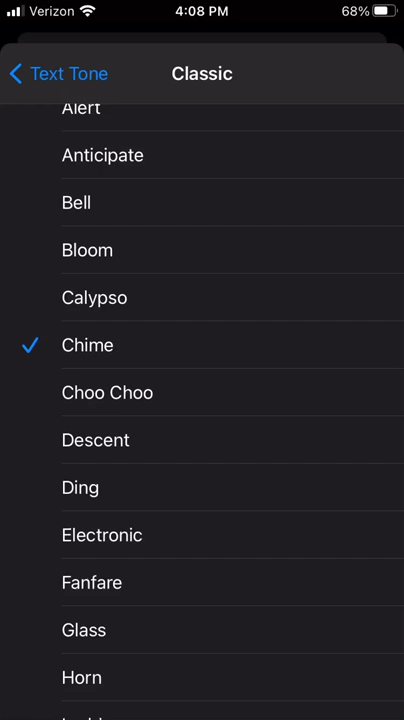 Verizon 4:08 PM 68%
Text Tone Classic
Alert
Anticipate
Bell
Bloom
Calypso
Chime
Choo Choo
Descent
Ding
Electronic
Fanfare
Glass
Horn